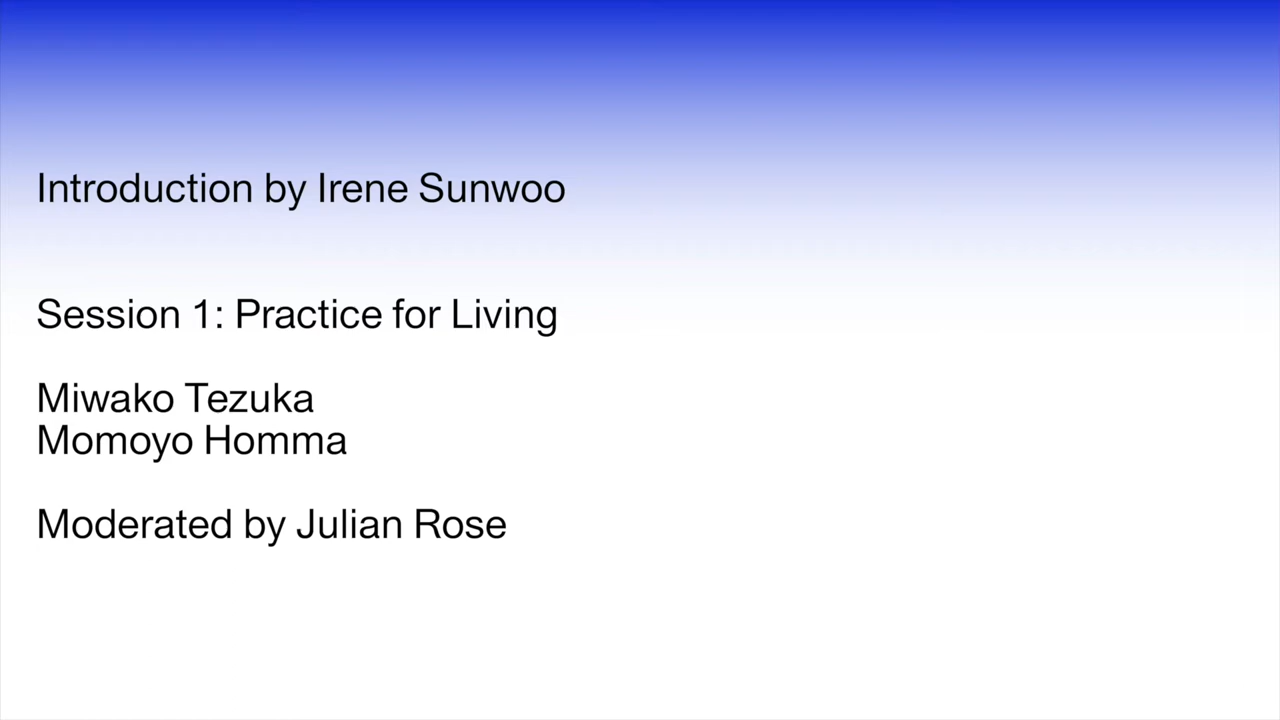 Introduction by Irene Sunwoo
Session 1: Practice for Living
Miwako Tezuka
Momoyo Homma
Moderated by Julian Rose